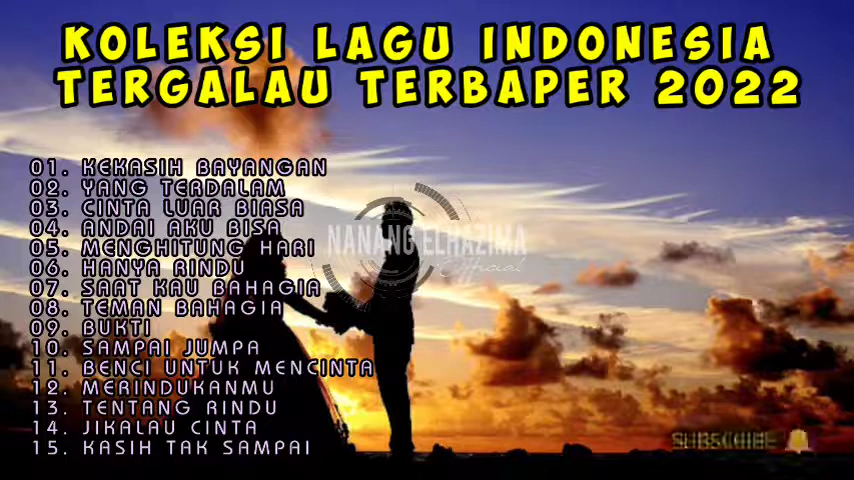 KOLEKSI LAGU INDONESIA
TERGALAU TERBAPER 2022
01. KEKASIH BAYANGAN
02. YANG TERDALAM
03. CINTA LUAR BIASA
04. ANDAI AKU BISA
05. MENGHITUNG HARI
06. HANYA RINDU
07. SAAT KAU BAHAGIA
08. TEMAN BAHAGIA
09. BUKTI
10. SAMPAI JUMPA
11. BENCI UNTUK MENCINTA
12. MERINDUKANMU
13. TENTANG RINDU
14. JIKALAU CINTA
15. KASIH TAK SAMPAI
NANANG ELHAZIMA
Official
SUBSCRIBE